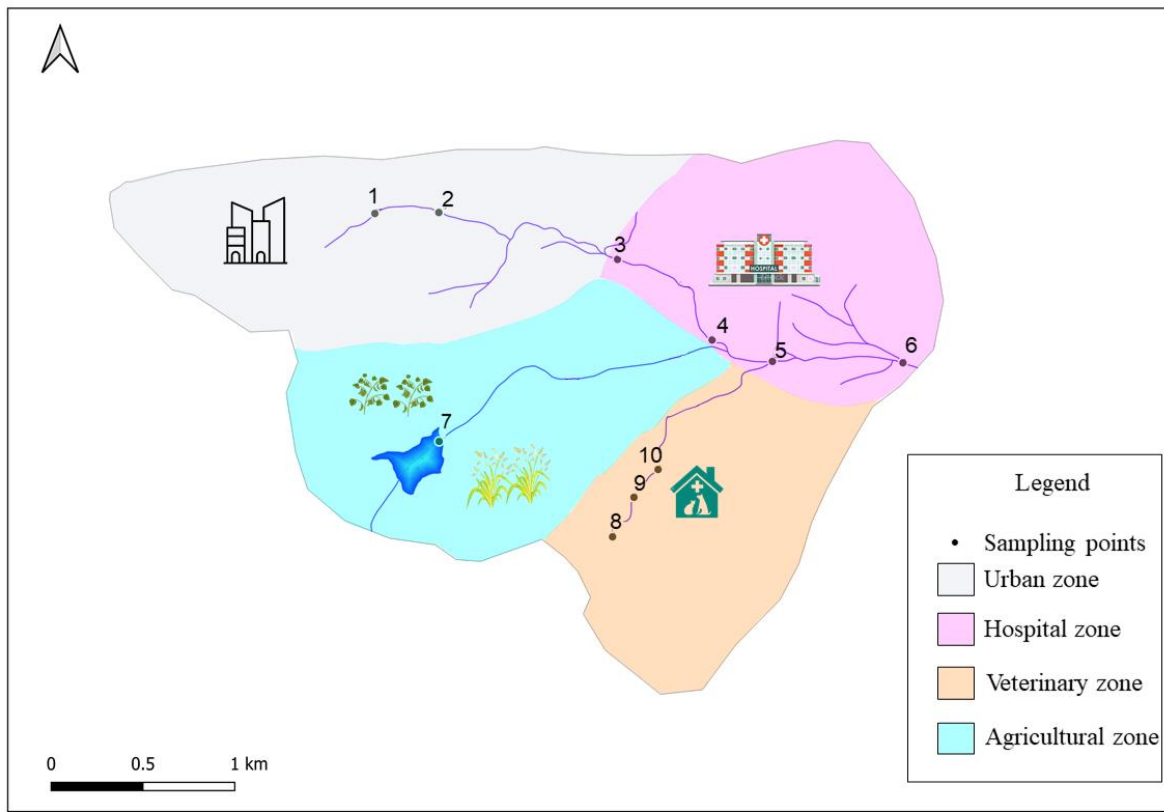 1
2
3
HOSPITAL
4
5
6
7
10
9
8
Legend
Sampling points
Urban zone
Hospital zone
Veterinary zone
Agricultural zone
0 0.5 1 km